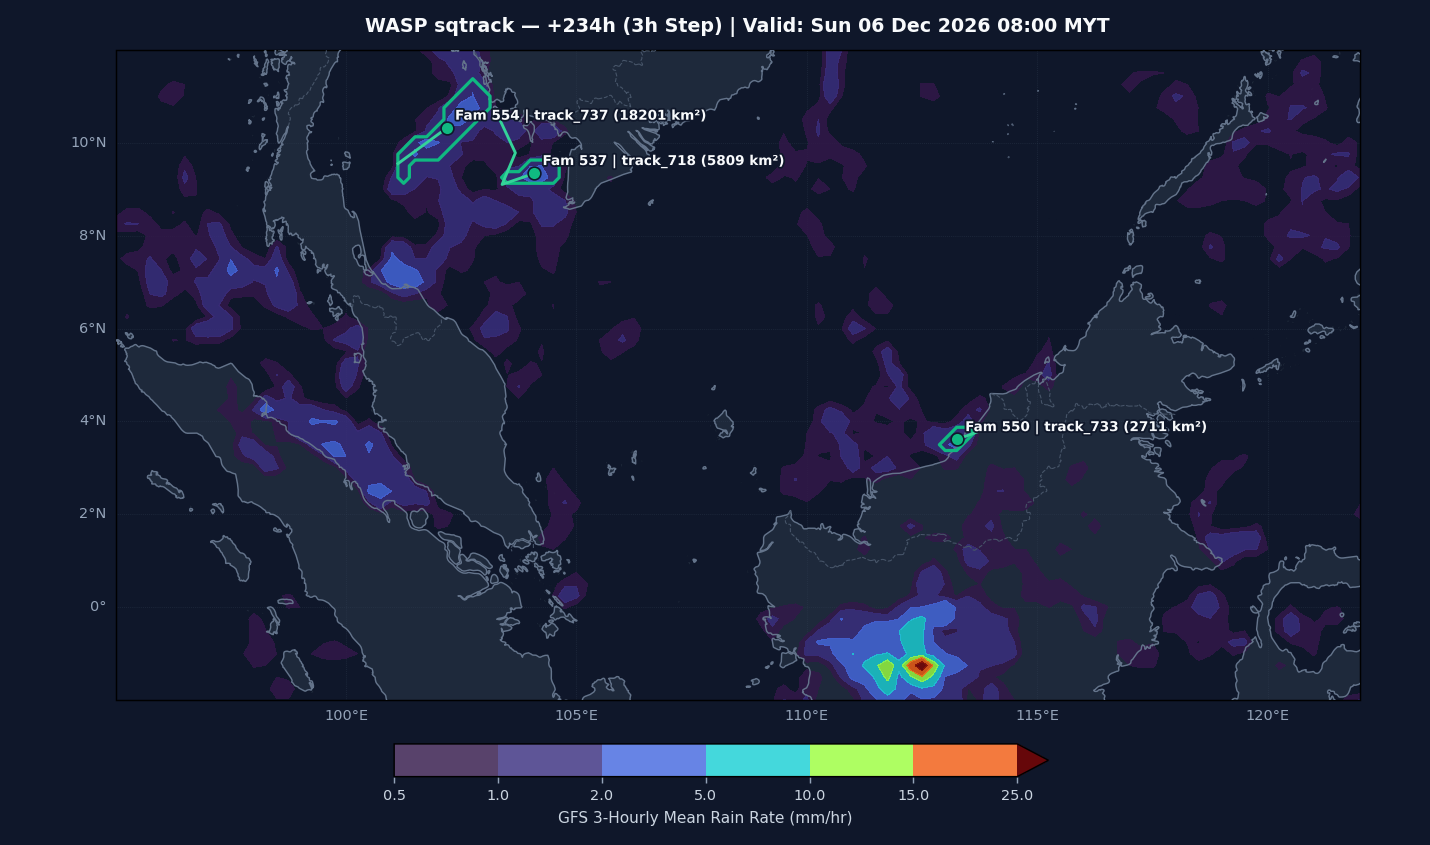 WASP sqtrack — +234h (3h Step) | Valid: Sun 06 Dec 2026 08:00 MYT
Fam 554 | track_737 (18201 km²)
10°N
Fam 537 | track_718 (5809 km²)
8°N
6°N
4°N
Fam 550 | track_733 (2711 km²)
2°N
0°
100°E 105°E 110°E 115°E 120°E
0.5 1.0 2.0 5.0 10.0 15.0 25.0
GFS 3-Hourly Mean Rain Rate (mm/hr)